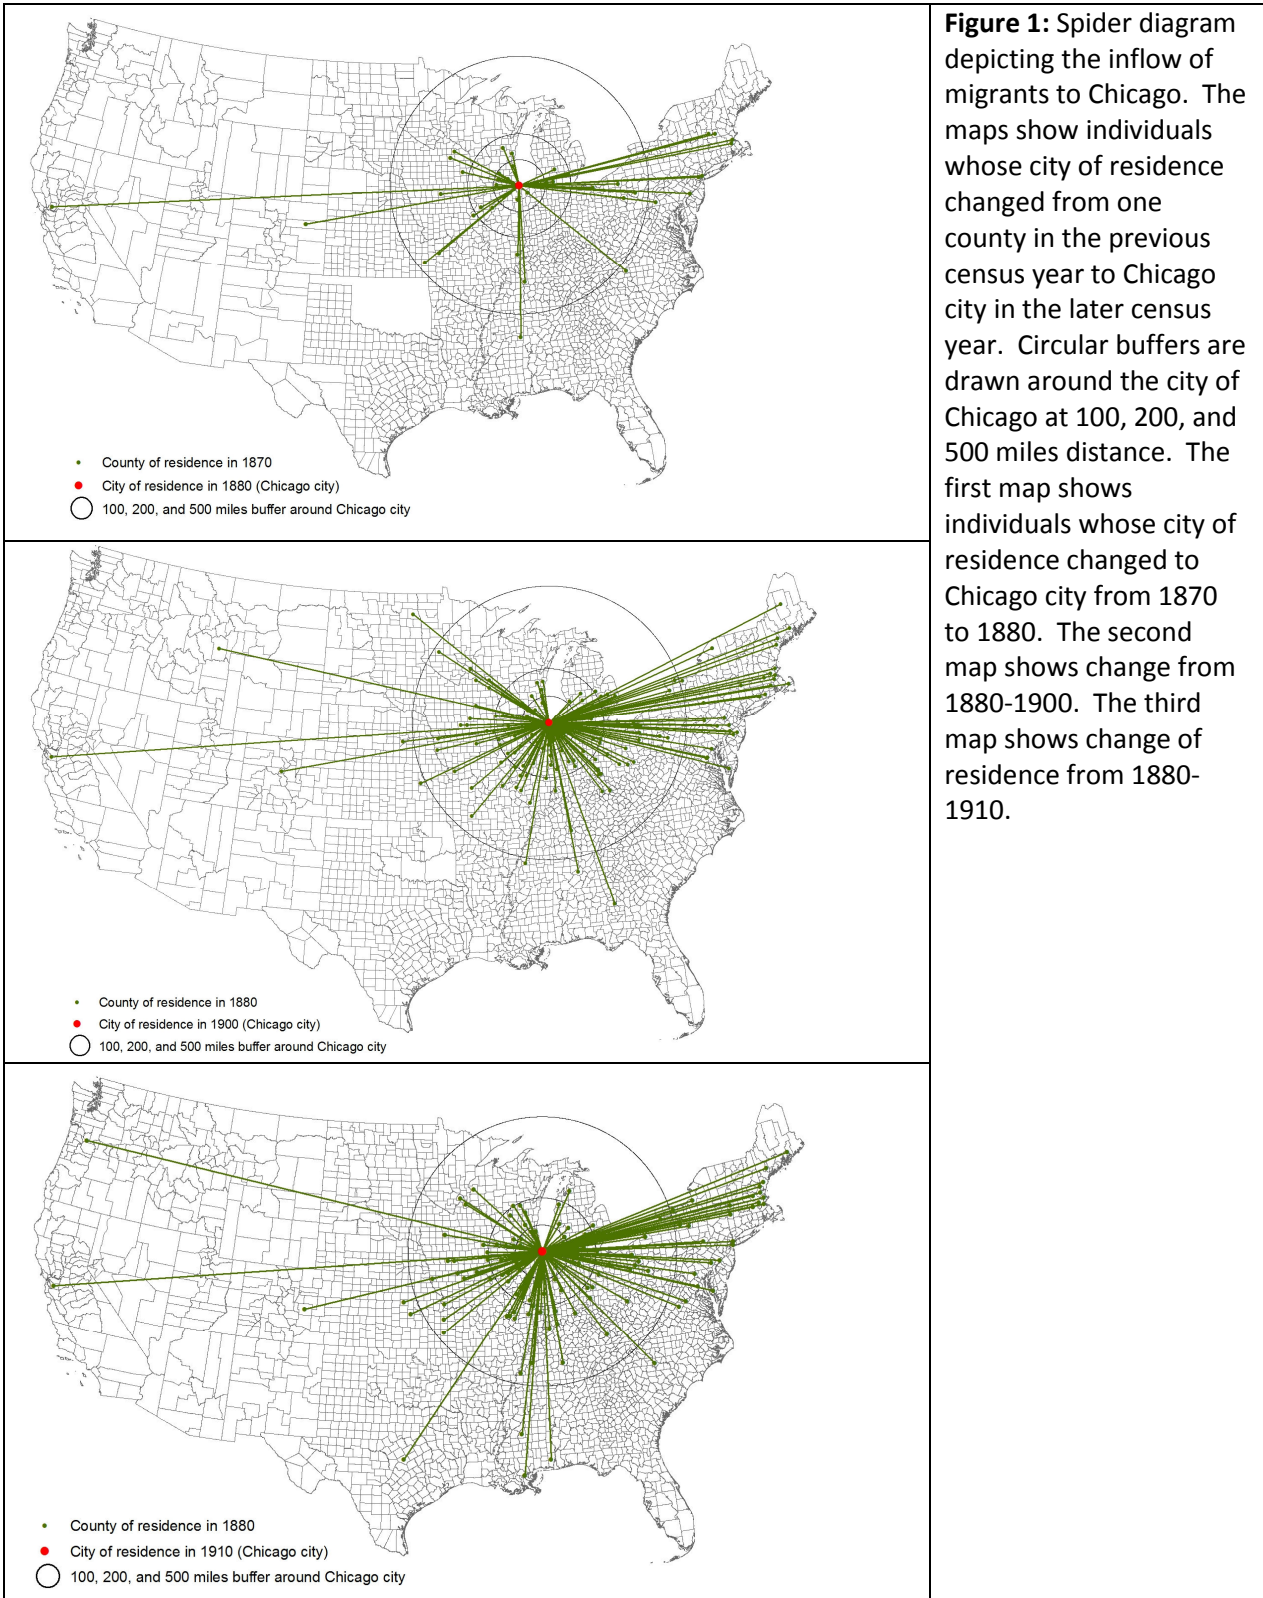 County of residence in 1870
City of residence in 1880 (Chicago city)
100, 200, and 500 miles buffer around Chicago city
County of residence in 1880
City of residence in 1900 (Chicago city)
100, 200, and 500 miles buffer around Chicago city
County of residence in 1880
City of residence in 1910 (Chicago city)
100, 200, and 500 miles buffer around Chicago city
Figure 1: Spider diagram
depicting the inflow of
migrants to Chicago. The
maps show individuals
whose city of residence
changed from one
county in the previous
census year to Chicago
city in the later census
year. Circular buffers are
drawn around the city of
Chicago at 100, 200, and
500 miles distance. The
first map shows
individuals whose city of
residence changed to
Chicago city from 1870
to 1880. The second
map shows change from
1880-1900. The third
map shows change of
residence from 1880-
1910.